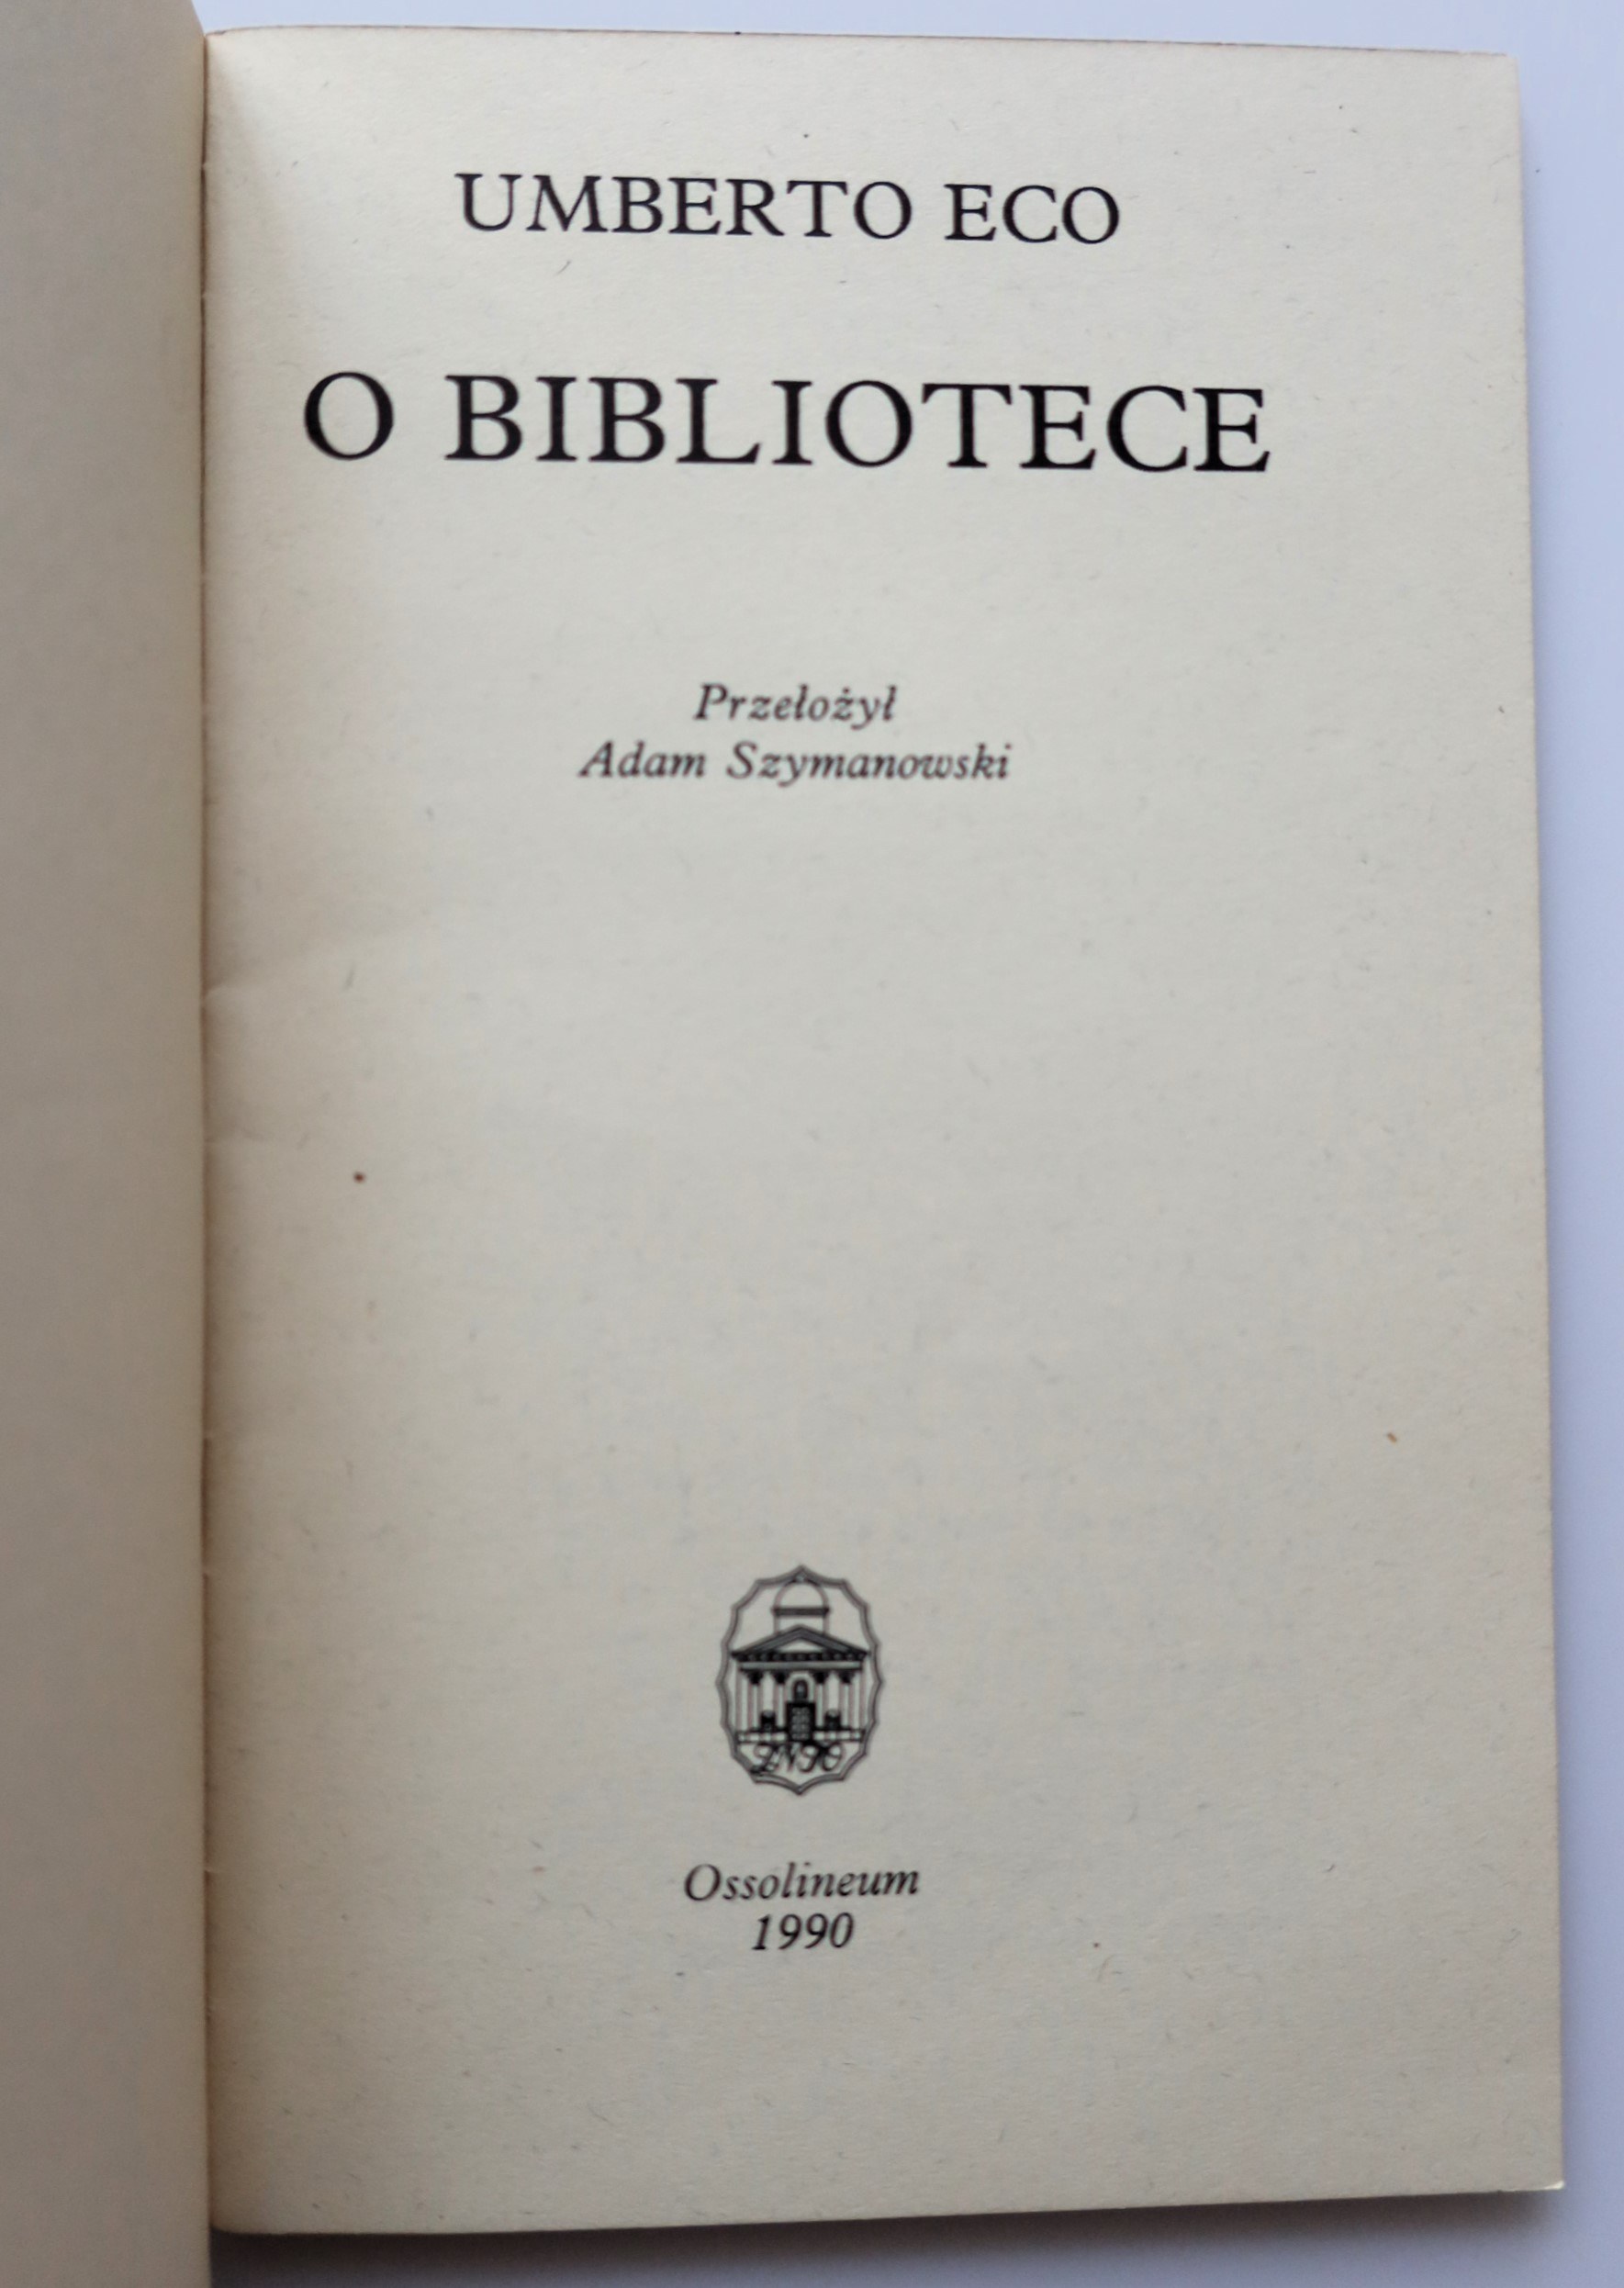 UMBERTO ECO
O BIBLIOTECE
Przełożył
Adam Szymanowski
ZNiO
Ossolineum
1990